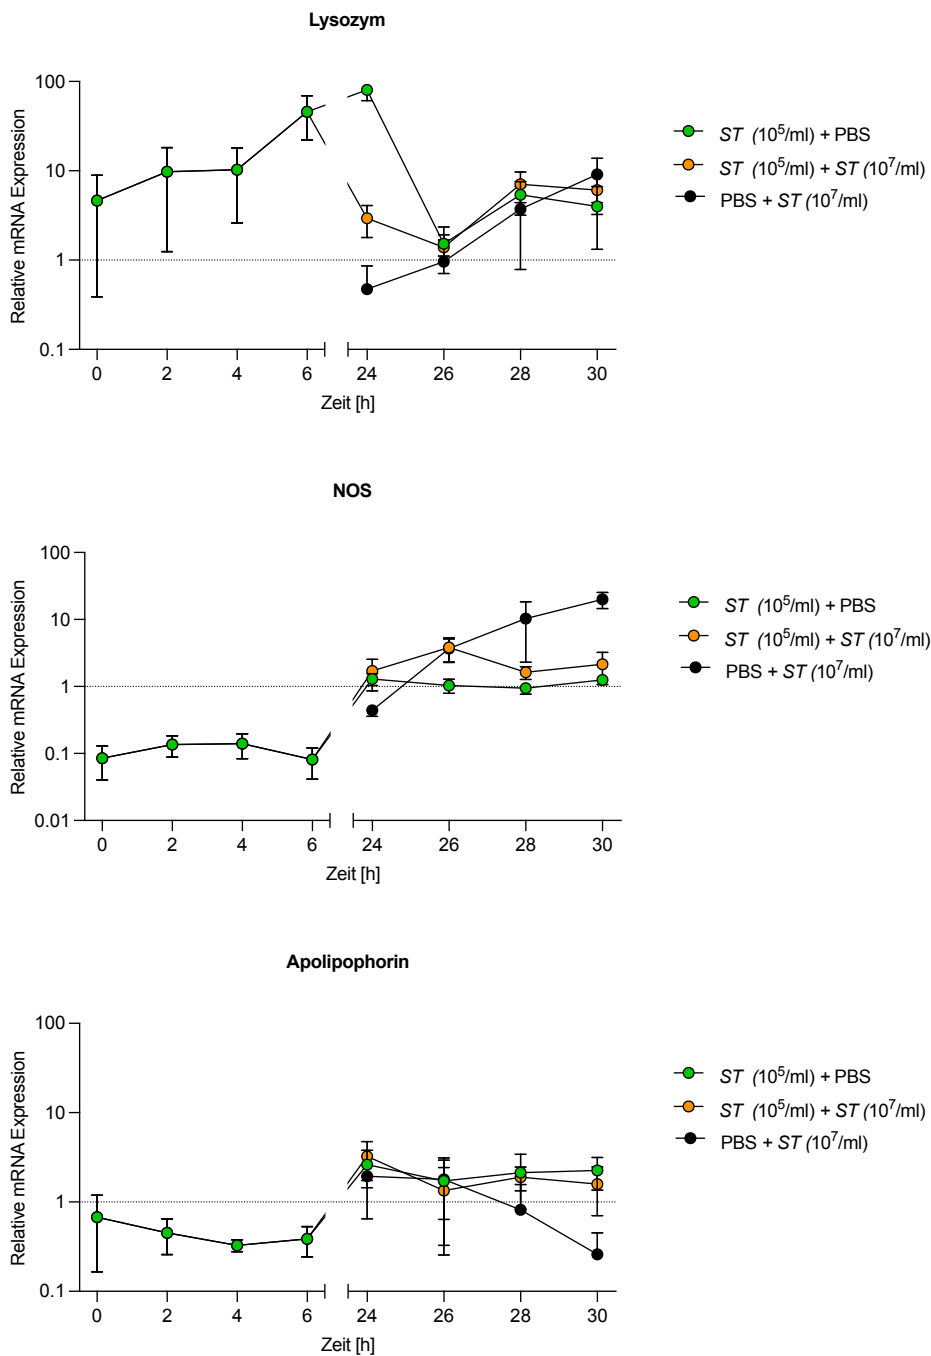 Lysozym
Relative mRNA Expression
100
10
1
0.1
0 2 4 6 24 26 28 30
Zeit [h]
ST (10⁵/ml) + PBS
ST (10⁵/ml) + ST (10⁷/ml)
PBS + ST (10⁷/ml)
NOS
Relative mRNA Expression
100
10
1
0.1
0.01
0 2 4 6 24 26 28 30
Zeit [h]
ST (10⁵/ml) + PBS
ST (10⁵/ml) + ST (10⁷/ml)
PBS + ST (10⁷/ml)
Apolipophorin
Relative mRNA Expression
100
10
1
0.1
0 2 4 6 24 26 28 30
Zeit [h]
ST (10⁵/ml) + PBS
ST (10⁵/ml) + ST (10⁷/ml)
PBS + ST (10⁷/ml)